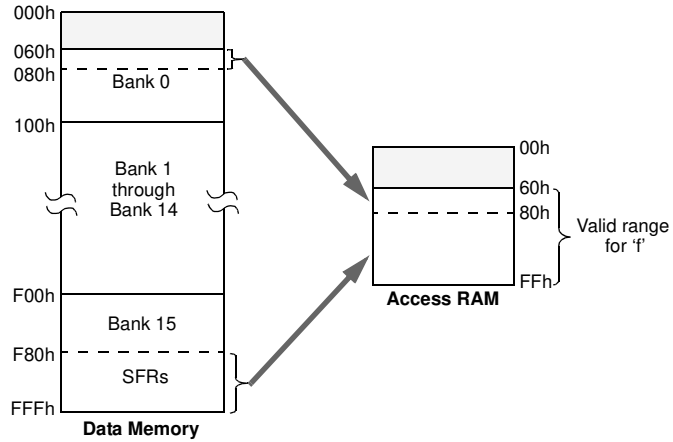 000h
060h
080h
Bank 0
100h
Bank 1
through
Bank 14
F00h
Bank 15
F80h
SFRs
FFFh
Data Memory
00h
60h
80h
Valid range
for ‘f’
FFh
Access RAM